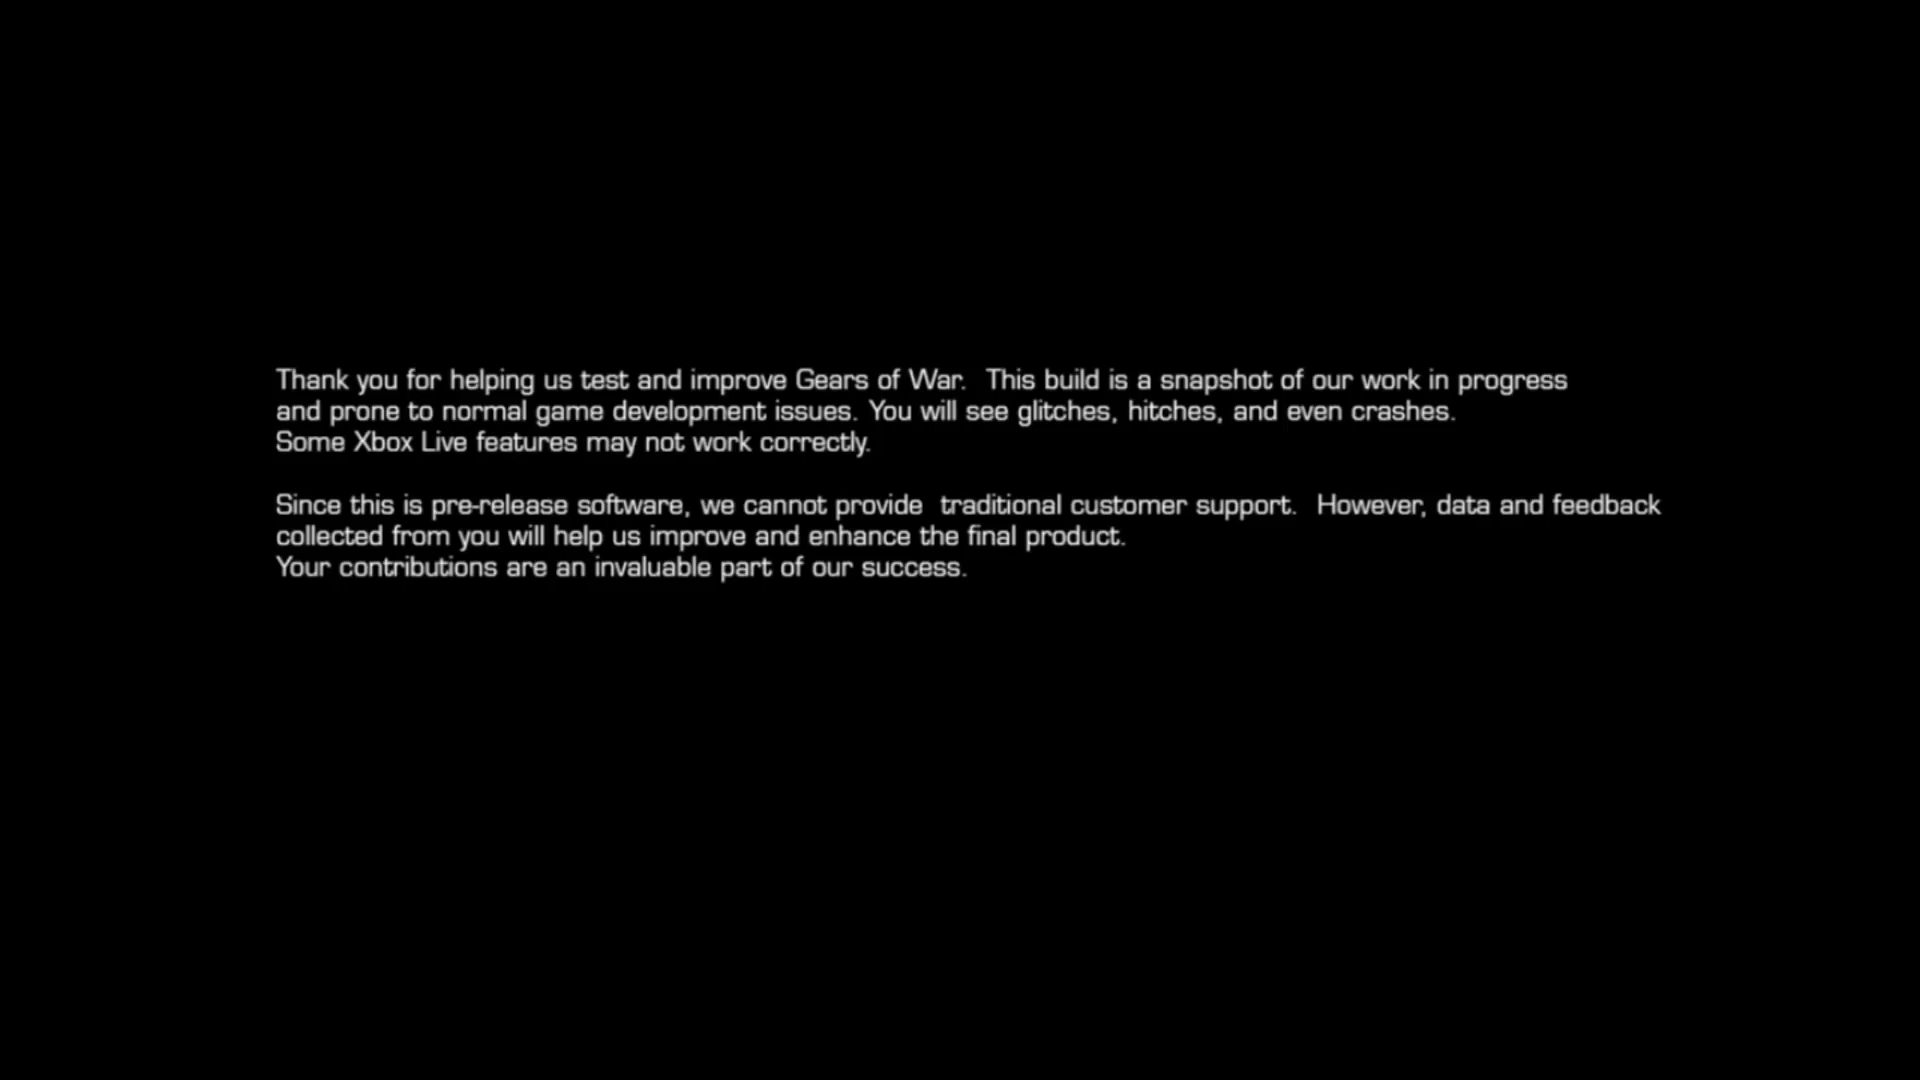 Thank you for helping us test and improve Gears of War.  This build is a snapshot of our work in progress
and prone to normal game development issues. You will see glitches, hitches, and even crashes.
Some Xbox Live features may not work correctly.
Since this is pre-release software, we cannot provide  traditional customer support.  However, data and feedback
collected from you will help us improve and enhance the final product.
Your contributions are an invaluable part of our success.